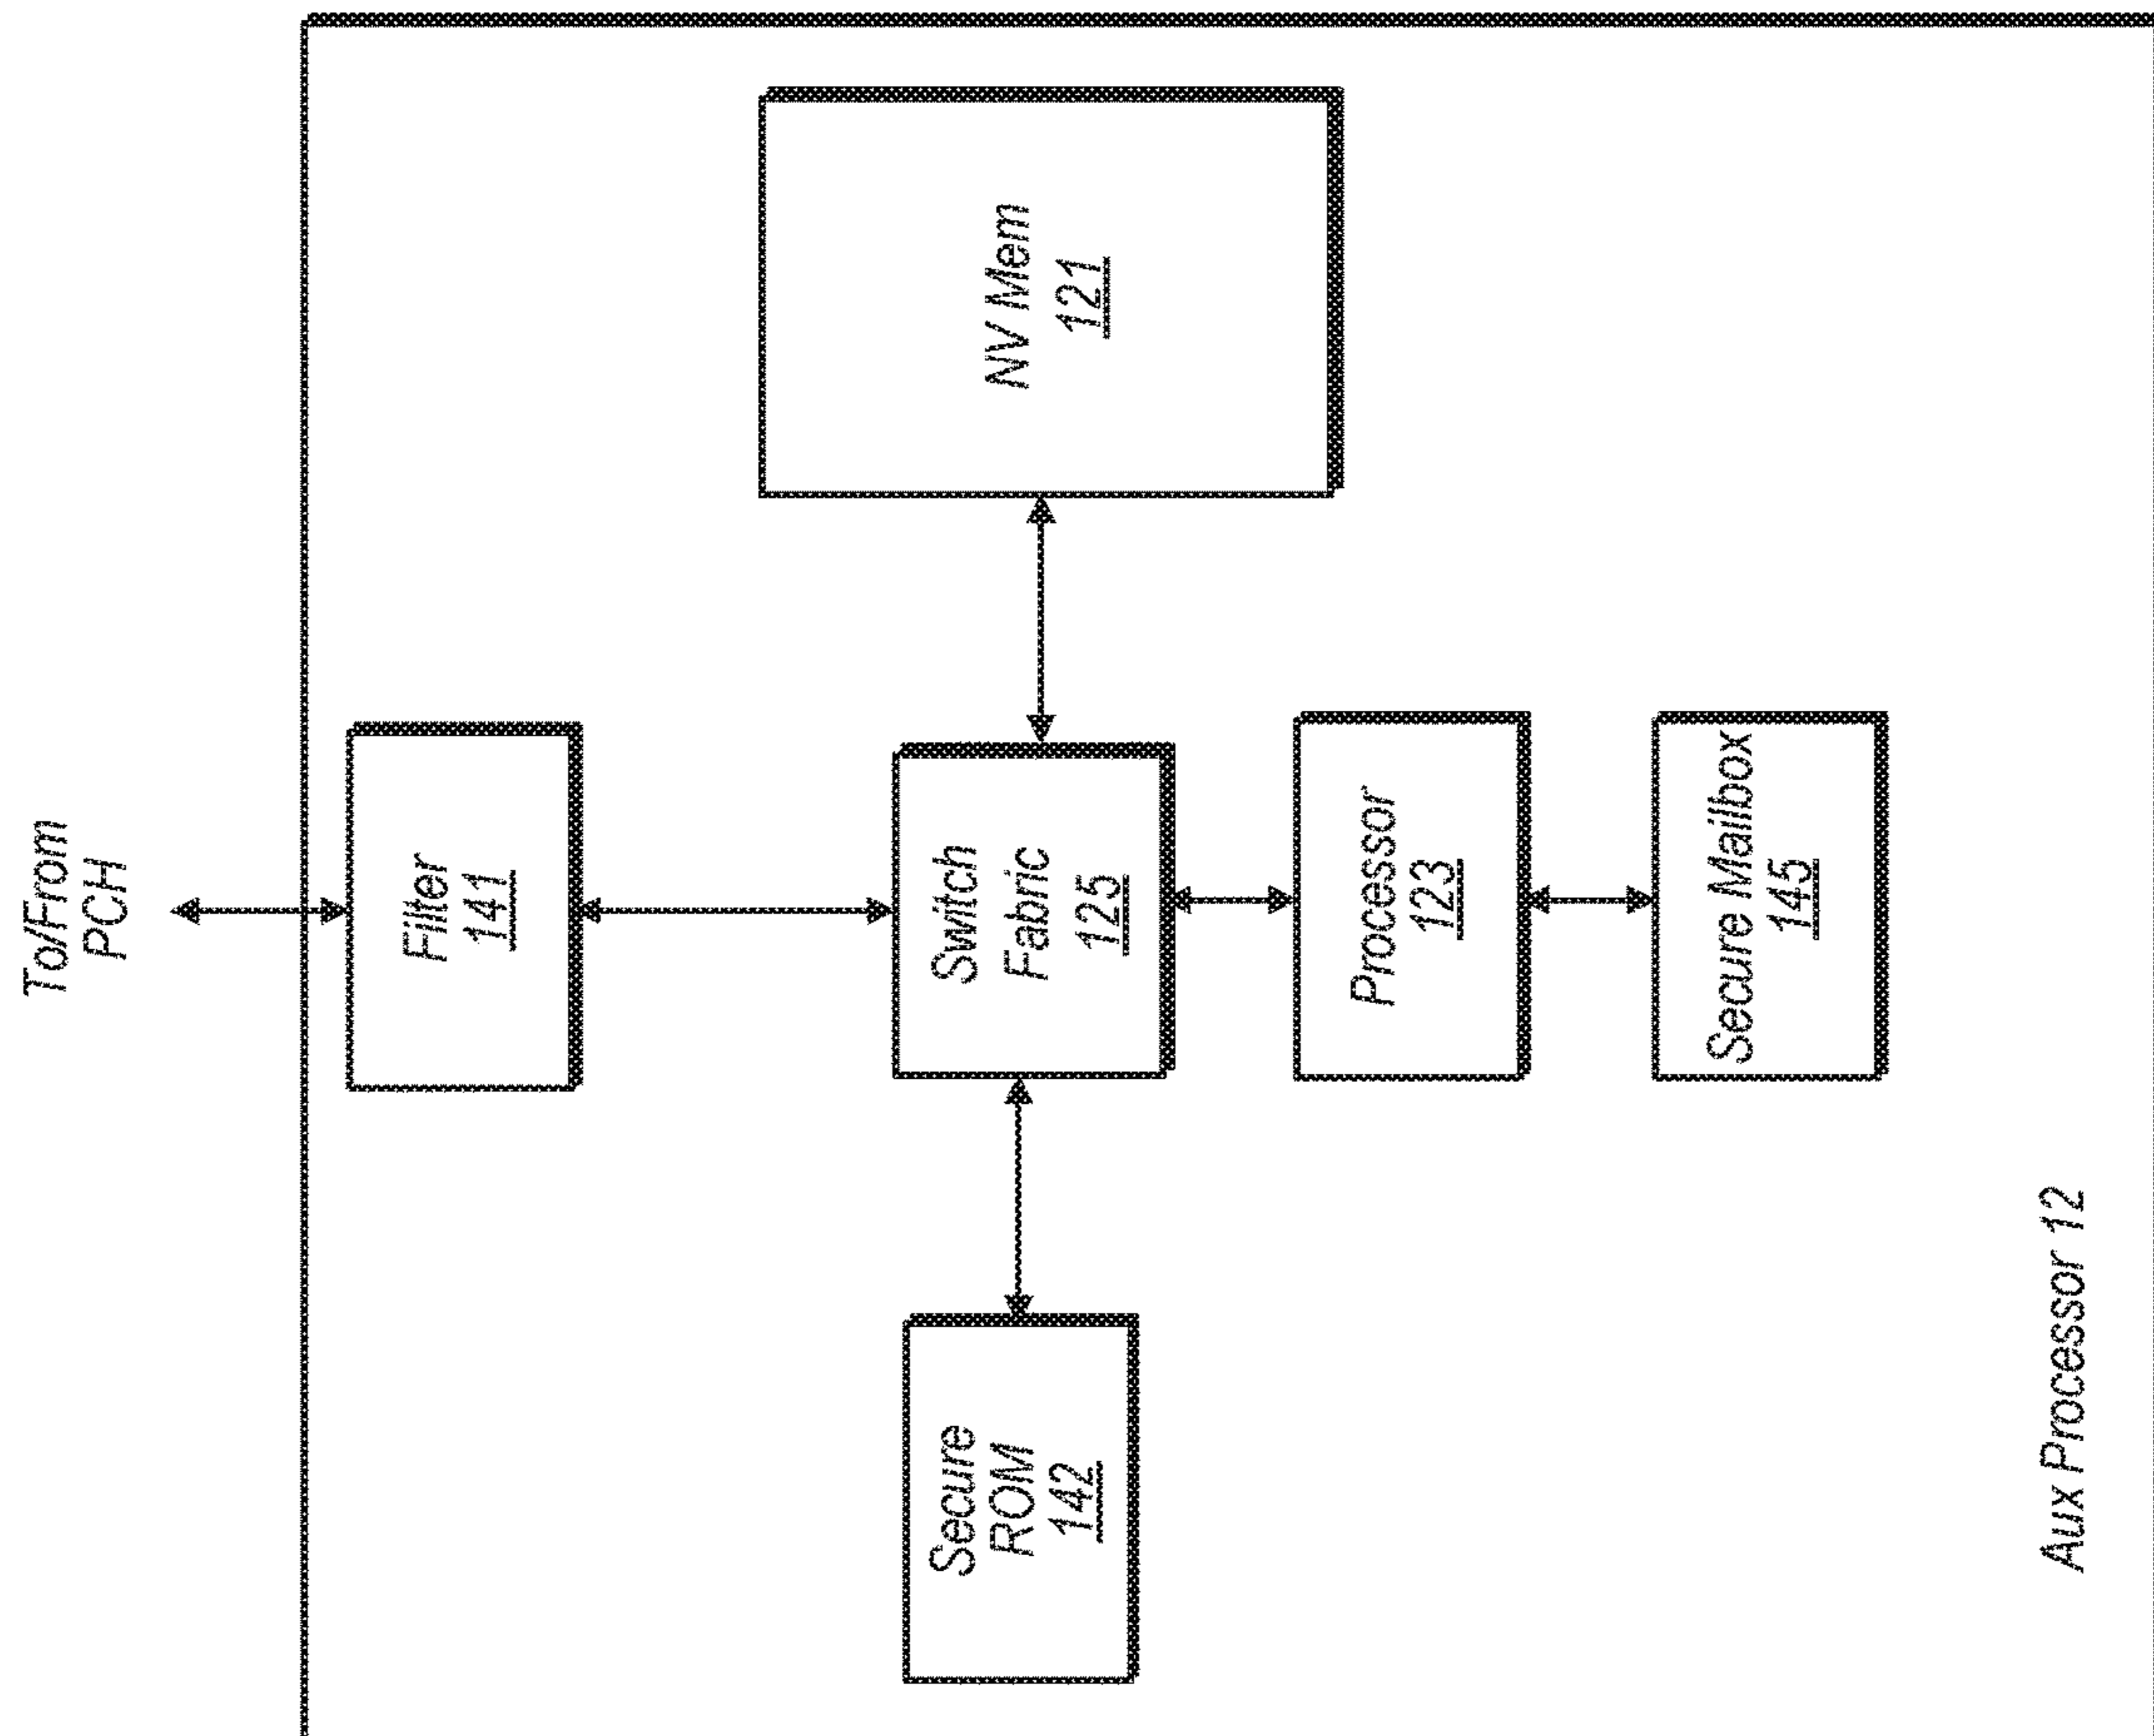 To/From
PCH
Filter
141
NV Mem
121
Switch
Fabric
125
Secure
ROM
142
Processor
123
Secure Mailbox
145
Aux Processor 12